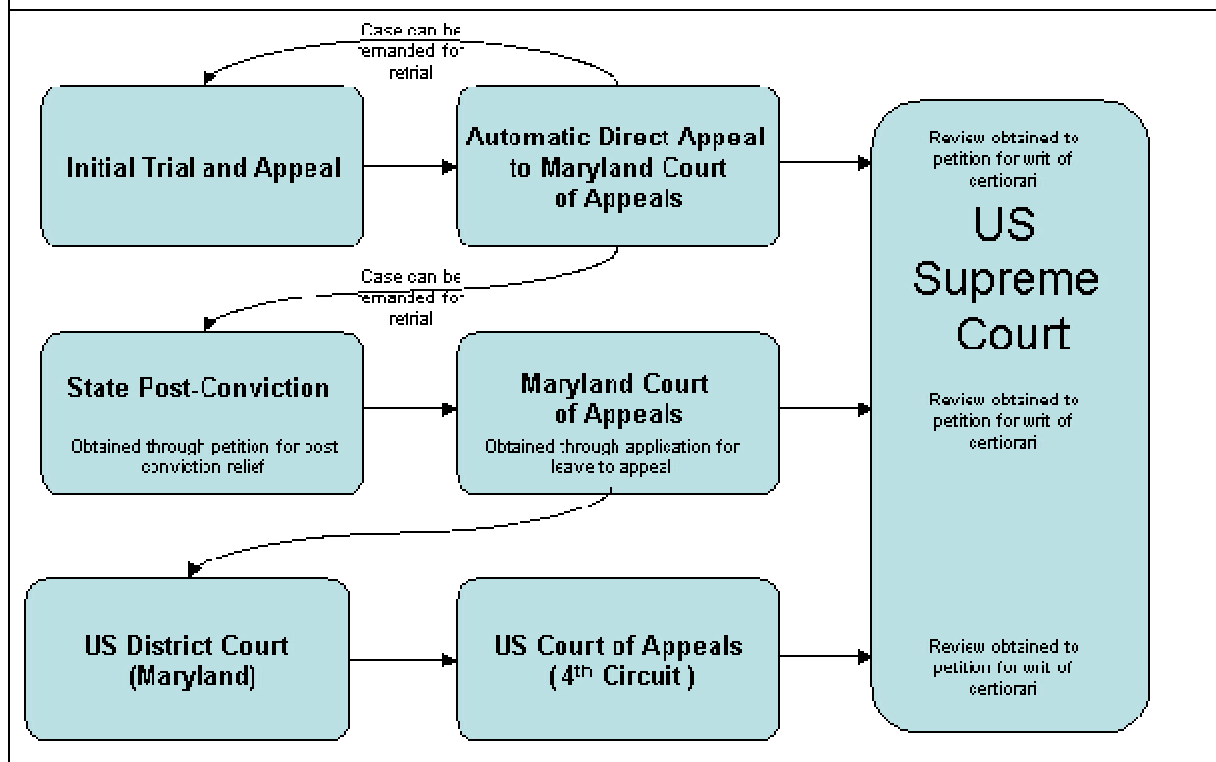 Case can be
emanded fo
retrial
Initial Trial and Appeal
Automatic Direct Appeal
to Maryland Court
of Appeals
Review obtained to
petition for writ of
certiorari
US
Supreme
Court
Case can be
emanded for
retrial
State Post-Conviction
Obtained through petition for post
conviction relief
Maryland Court
of Appeals
Obtained through application for
leave to appeal
Review obtained to
petition for writ of
certiorari
US District Court
(Maryland)
US Court of Appeals
(4th Circuit)
Review obtained to
petition for writ of
certiorari